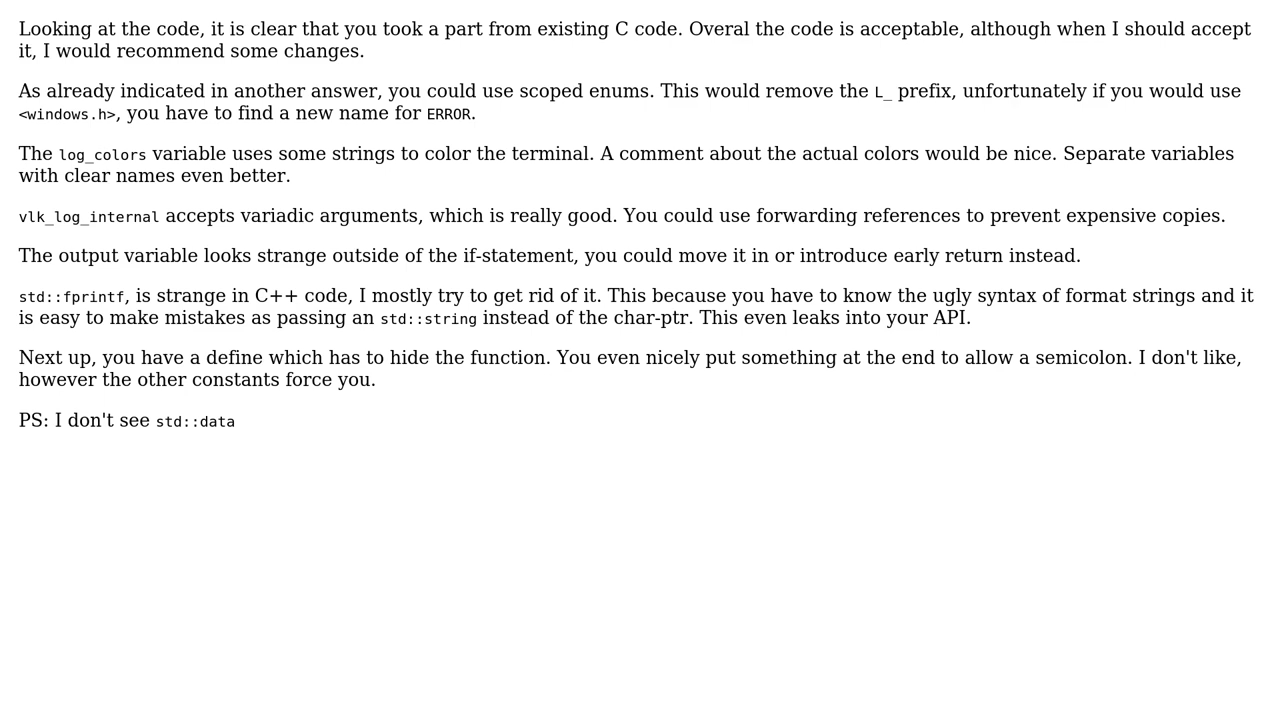 Looking at the code, it is clear that you took a part from existing C code. Overal the code is acceptable, although when I should accept
it, I would recommend some changes.
As already indicated in another answer, you could use scoped enums. This would remove the L_ prefix, unfortunately if you would use
<windows.h>, you have to find a new name for ERROR.
The log_colors variable uses some strings to color the terminal. A comment about the actual colors would be nice. Separate variables
with clear names even better.
vlk_log_internal accepts variadic arguments, which is really good. You could use forwarding references to prevent expensive copies.
The output variable looks strange outside of the if-statement, you could move it in or introduce early return instead.
std::fprintf, is strange in C++ code, I mostly try to get rid of it. This because you have to know the ugly syntax of format strings and it
is easy to make mistakes as passing an std::string instead of the char-ptr. This even leaks into your API.
Next up, you have a define which has to hide the function. You even nicely put something at the end to allow a semicolon. I don't like,
however the other constants force you.
PS: I don't see std::data